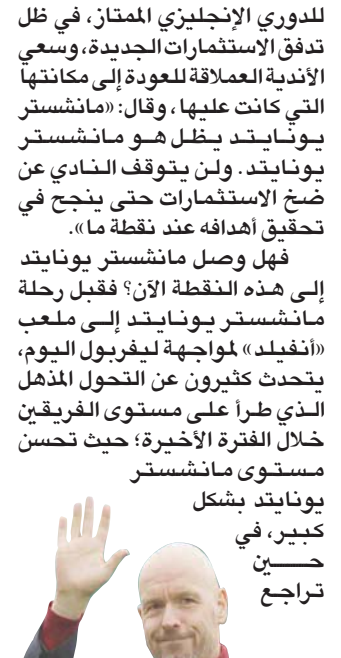 للدوري الإنجليزي الممتاز، في ظل
تدفق الاستثمارات الجديدة، وسعي
الأندية العملاقة للعودة إلى مكانتها
التي كانت عليها، وقال: «مانشستر
يونايتد يظل هو مانشستر
يونايتد. ولن يتوقف النادي عن
ضخ الاستثمارات حتى ينجح في
تحقيق أهدافه عند نقطة ما».
فهل وصل مانشستر يونايتد
إلى هذه النقطة الآن؟ فقبل رحلة
مانشستر يونايتد إلى ملعب
«أنفيلد» لمواجهة ليفربول اليوم،
يتحدث كثيرون عن التحول المذهل
الذي طرأ على مستوى الفريقين
خلال الفترة الأخيرة؛ حيث تحسن
مستوى مانشستر
يونايتد بشكل
كبير، في
حين
تراجع